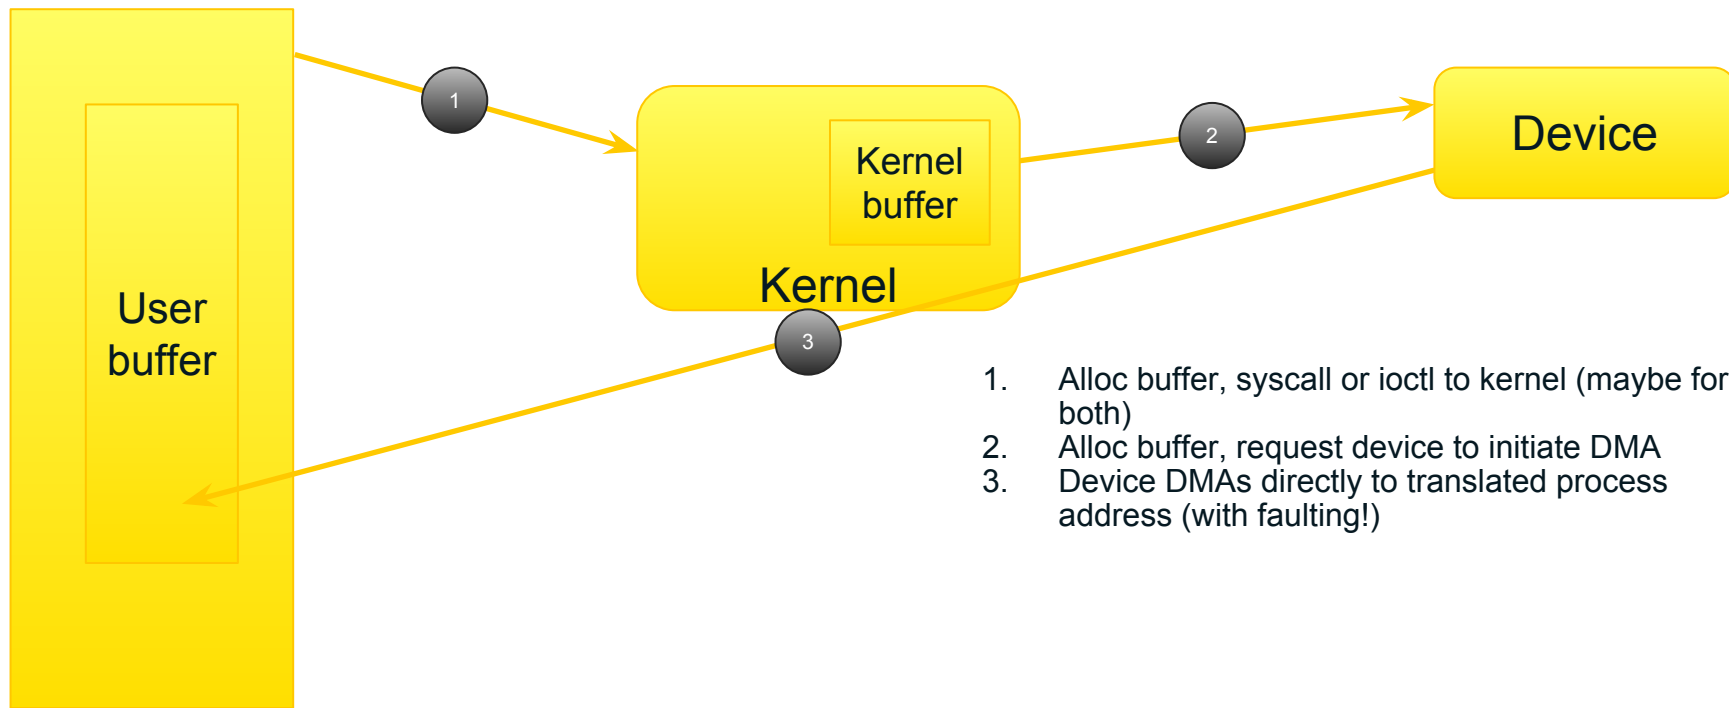 1
2
3
User
buffer
Kernel
buffer
Kernel
Device
1. Alloc buffer, syscall or ioctl to kernel (maybe for
both)
2. Alloc buffer, request device to initiate DMA
3. Device DMAs directly to translated process
address (with faulting!)